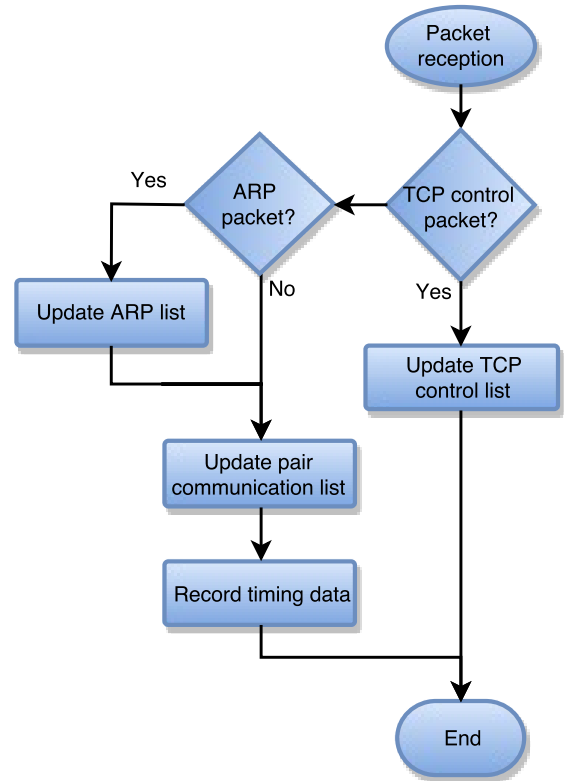 Packet
reception
TCP control
packet?
ARP
packet?
Yes
No
Yes
Update ARP list
Update TCP
control list
Update pair
communication list
Record timing data
End